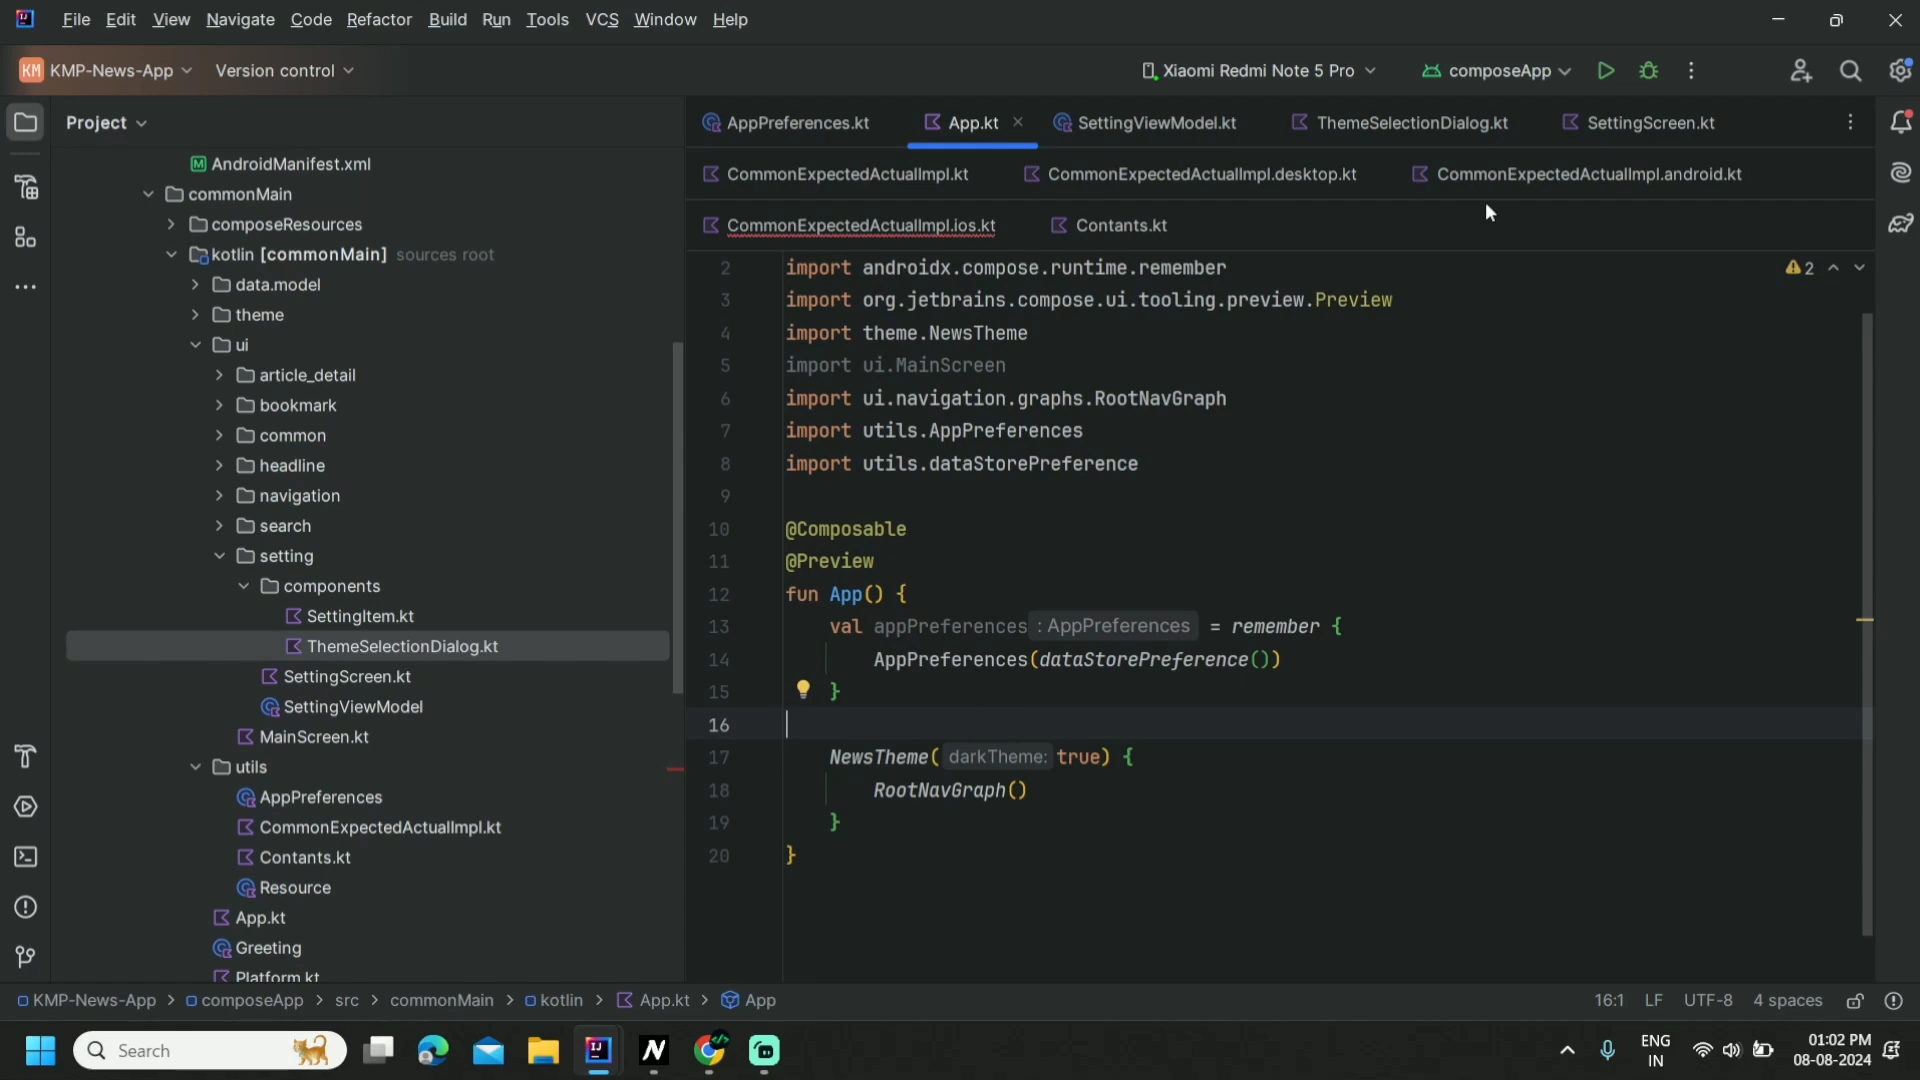 File Edit View Navigate Code Refactor Build Run Tools VCS Window Help
KM KMP-News-App Version control Xiaomi Redmi Note 5 Pro composeApp
Project
AppPreferences.kt App.kt SettingViewModel.kt ThemeSelectionDialog.kt SettingScreen.kt
CommonExpectedActualImpl.kt CommonExpectedActualImpl.desktop.kt CommonExpectedActualImpl.android.kt
CommonExpectedActualImpl.ios.kt Contants.kt
AndroidManifest.xml
commonMain
composeResources
kotlin [commonMain] sources root
data.model
theme
ui
article_detail
bookmark
common
headline
navigation
search
setting
components
SettingItem.kt
ThemeSelectionDialog.kt
SettingScreen.kt
SettingViewModel
MainScreen.kt
utils
AppPreferences
CommonExpectedActualImpl.kt
Contants.kt
Resource
App.kt
Greeting
Platform.kt
2 import androidx.compose.runtime.remember 2
3 import org.jetbrains.compose.ui.tooling.preview.Preview
4 import theme.NewsTheme
5 import ui.MainScreen
6 import ui.navigation.graphs.RootNavGraph
7 import utils.AppPreferences
8 import utils.dataStorePreference
9
10 @Composable
11 @Preview
12 fun App() {
13 val appPreferences : AppPreferences = remember {
14 AppPreferences(dataStorePreference())
15 }
16
17 NewsTheme( darkTheme: true) {
18 RootNavGraph()
19 }
20 }
KMP-News-App > composeApp > src > commonMain > kotlin > App.kt > App 16:1 LF UTF-8 4 spaces
Search ENG IN 01:02 PM 08-08-2024